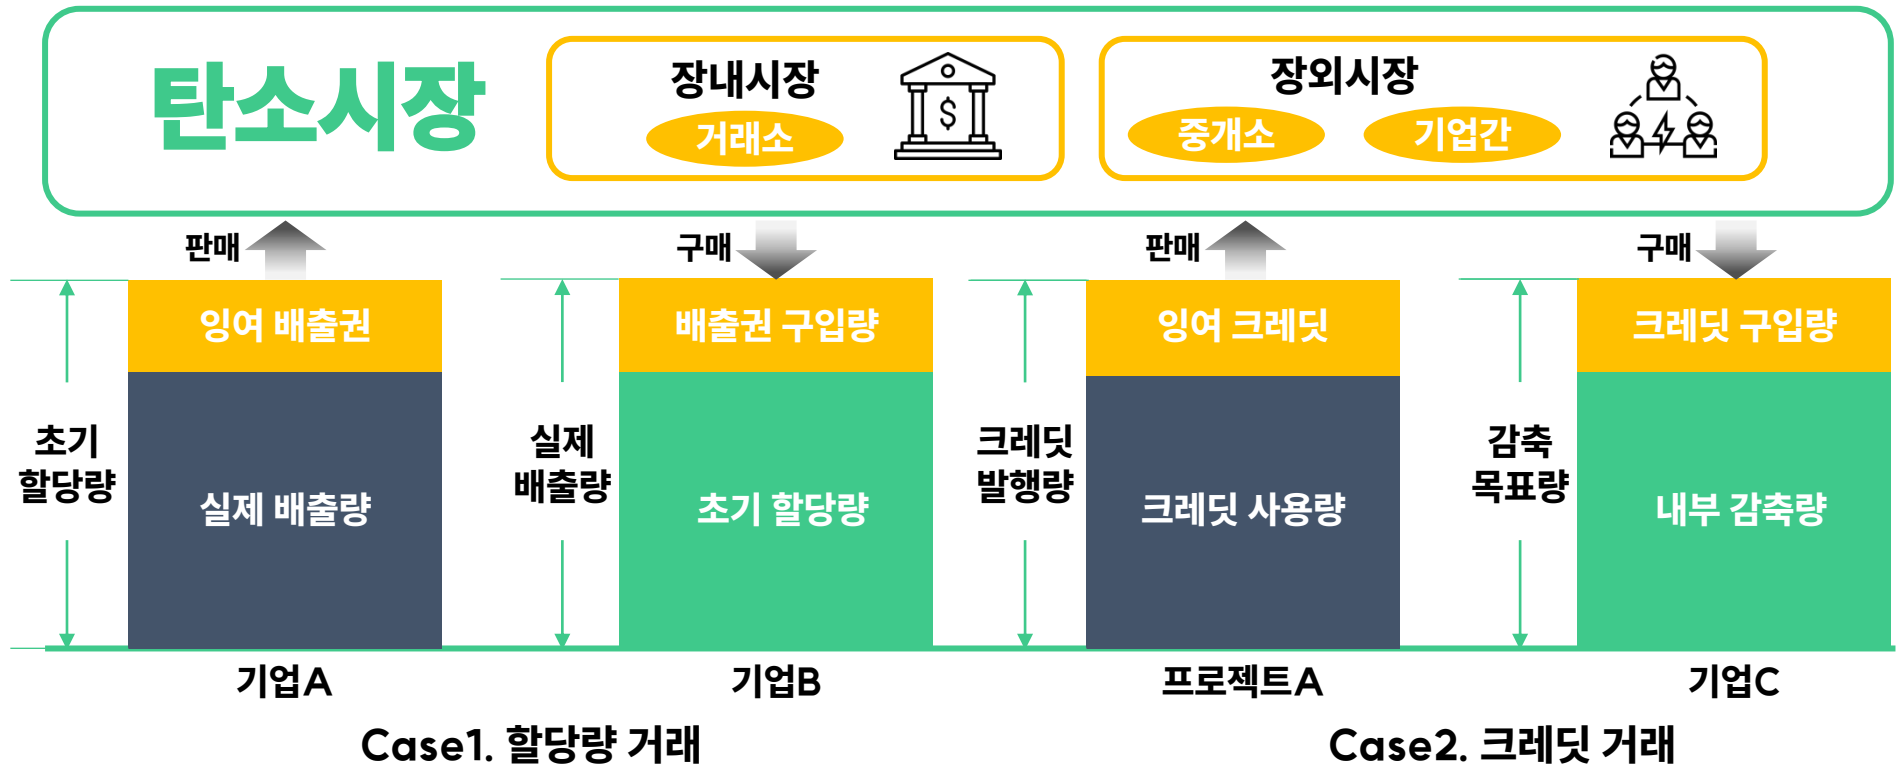 탄소시장
장내시장
거래소
$
장외시장
중개소
기업간
판매
구매
판매
구매
잉여 배출권
배출권 구입량
잉여 크레딧
크레딧 구입량
초기
할당량
실제 배출량
실제
배출량
초기 할당량
크레딧
발행량
크레딧 사용량
감축
목표량
내부 감축량
기업A
기업B
프로젝트A
기업C
Case1. 할당량 거래
Case2. 크레딧 거래